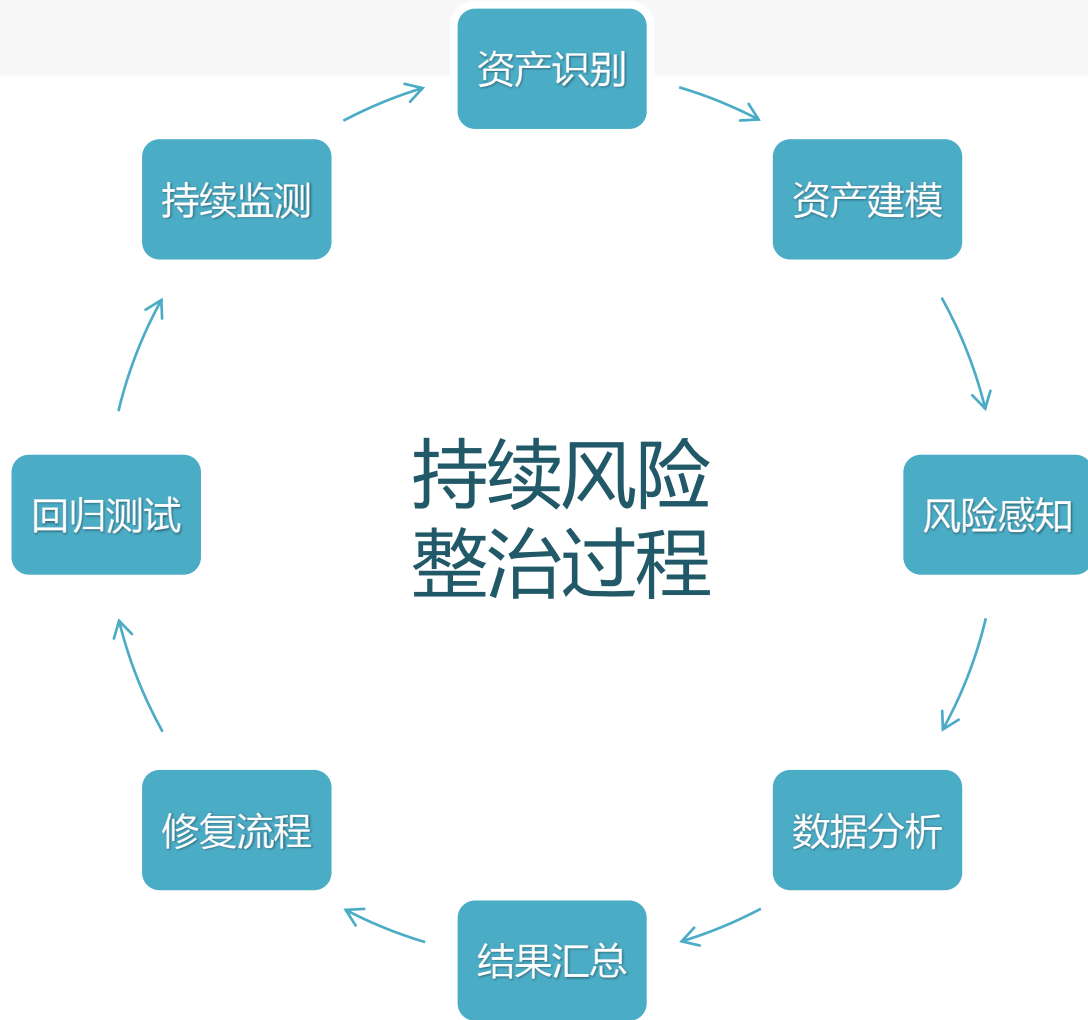 资产识别
资产建模
风险感知
数据分析
结果汇总
修复流程
回归测试
持续监测
持续风险
整治过程